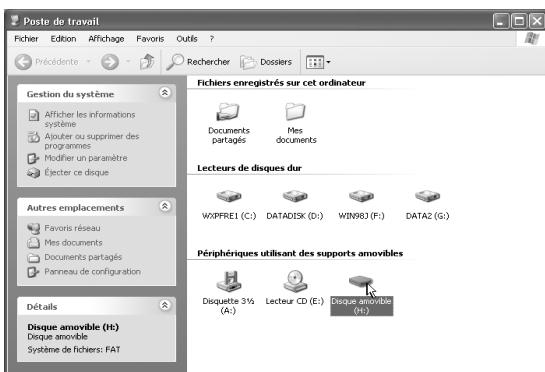 Poste de travail
Fichier Edition Affichage Favoris Outils ?
Précédente Rechercher Dossiers
Gestion du système
Afficher les informations
système
Ajouter ou supprimer des
programmes
Modifier un paramètre
Éjecter ce disque
Autres emplacements
Favoris réseau
Mes documents
Documents partagés
Panneau de configuration
Détails
Disque amovible (H:)
Disque amovible
Système de fichiers: FAT
Fichiers enregistrés sur cet ordinateur
Documents
partagés
Mes
documents
Lecteurs de disques dur
WXPFRE1 (C:) DATADISK (D:) WIN98J (F:) DATA2 (G:)
Périphériques utilisant des supports amovibles
Disquette 3½
(A:)
Lecteur CD (E:)
Disque amovible
(H:)